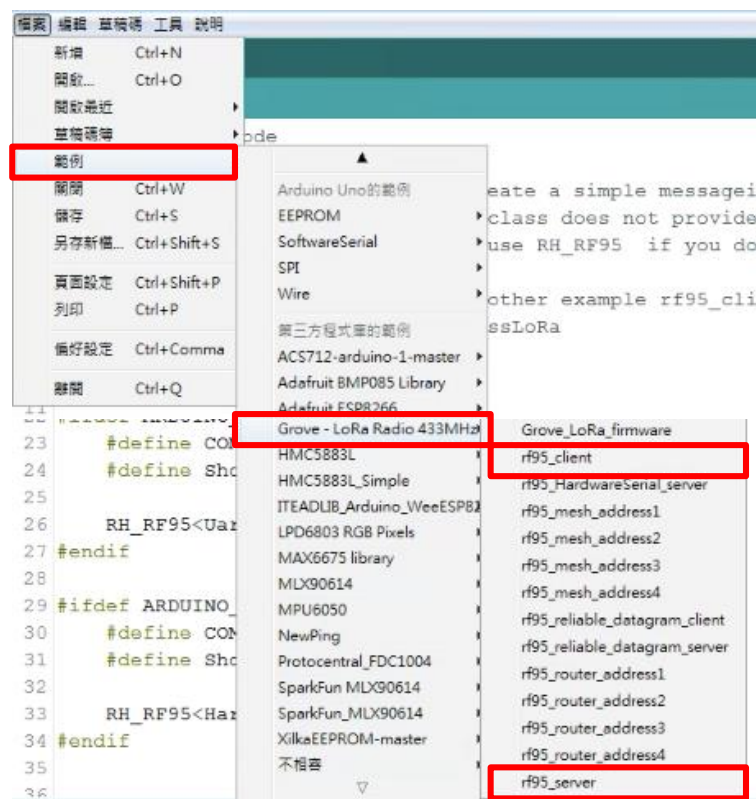 檔案 編輯 草稿碼 工具 說明
新增 Ctrl+N
開啟... Ctrl+O
開啟最近
草稿碼簿
範例
關閉 Ctrl+W
儲存 Ctrl+S
另存新檔... Ctrl+Shift+S
頁面設定 Ctrl+Shift+P
列印 Ctrl+P
偏好設定 Ctrl+Comma
離開 Ctrl+Q
ode
eate a simple messagei
class does not provide
use RH_RF95 if you do
other example rf95_cli
ssLoRa
Arduino Uno的範例
EEPROM
SoftwareSerial
SPI
Wire
第三方程式庫的範例
ACS712-arduino-1-master
Adafruit BMP085 Library
Adafruit ESP8266
Grove - LoRa Radio 433MHz
HMC5883L
HMC5883L_Simple
ITEADLIB_Arduino_WeeESP82
LPD6803 RGB Pixels
MAX6675 library
MLX90614
MPU6050
NewPing
Protocentral_FDC1004
SparkFun MLX90614
SparkFun_MLX90614
XilkaEEPROM-master
不相容
Grove_LoRa_firmware
rf95_client
rf95_HardwareSerial_server
rf95_mesh_address1
rf95_mesh_address2
rf95_mesh_address3
rf95_mesh_address4
rf95_reliable_datagram_client
rf95_reliable_datagram_server
rf95_router_address1
rf95_router_address2
rf95_router_address3
rf95_router_address4
rf95_server
23 #define CO
24 #define Sho
25
26 RH_RF95<Uar
27 #endif
28
29 #ifdef ARDUINO_
30 #define COM
31 #define Sho
32
33 RH_RF95<Har
34 #endif
35
36